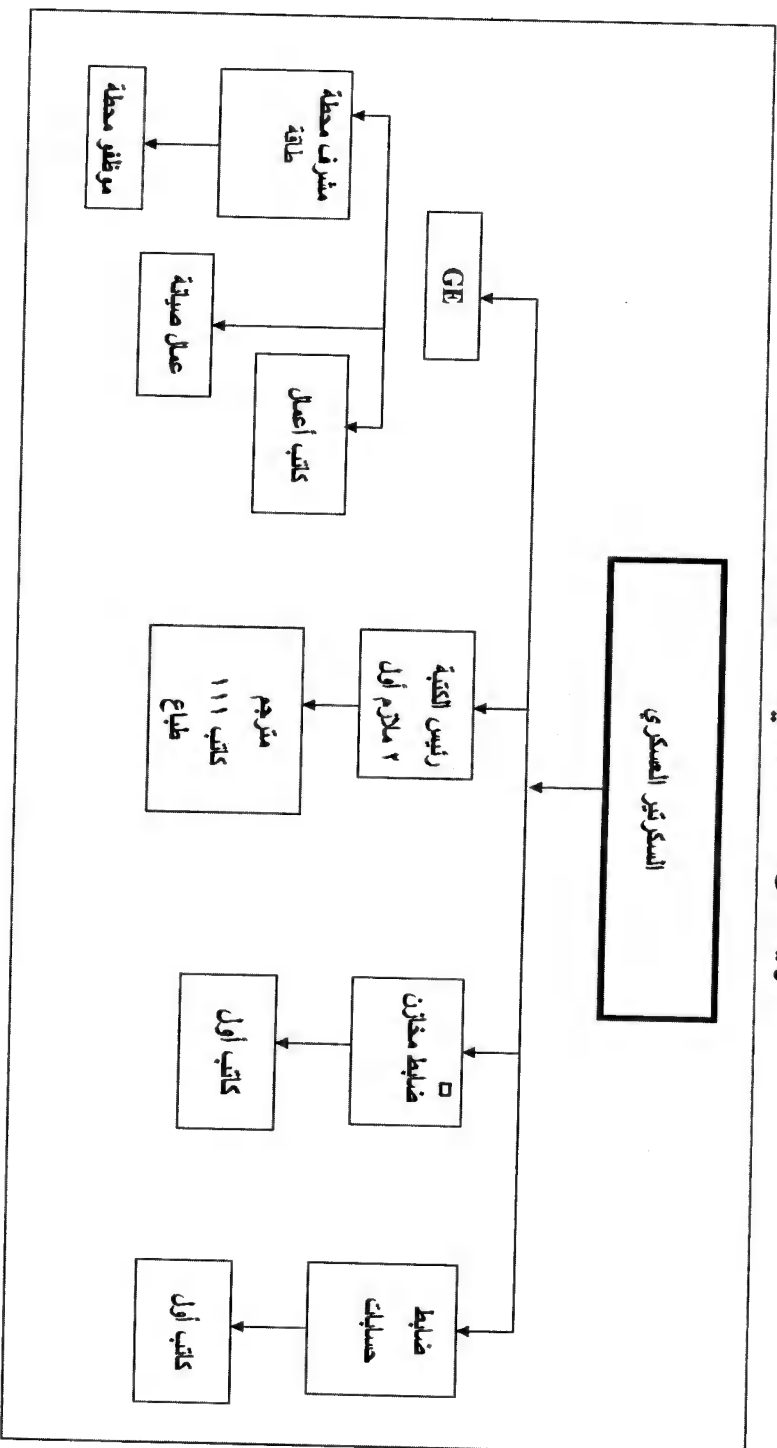 السكرتير العسكري
ضابط
حسابات
ضابط مخازن
رئيس الكتبة
٢ ملازم أول
GE
كاتب أول
كاتب أول
مترجم
كاتب ١١١
طباع
كاتب أعمال
عمال صيانة
مشرف محطة
طاقة
موظفو محطة